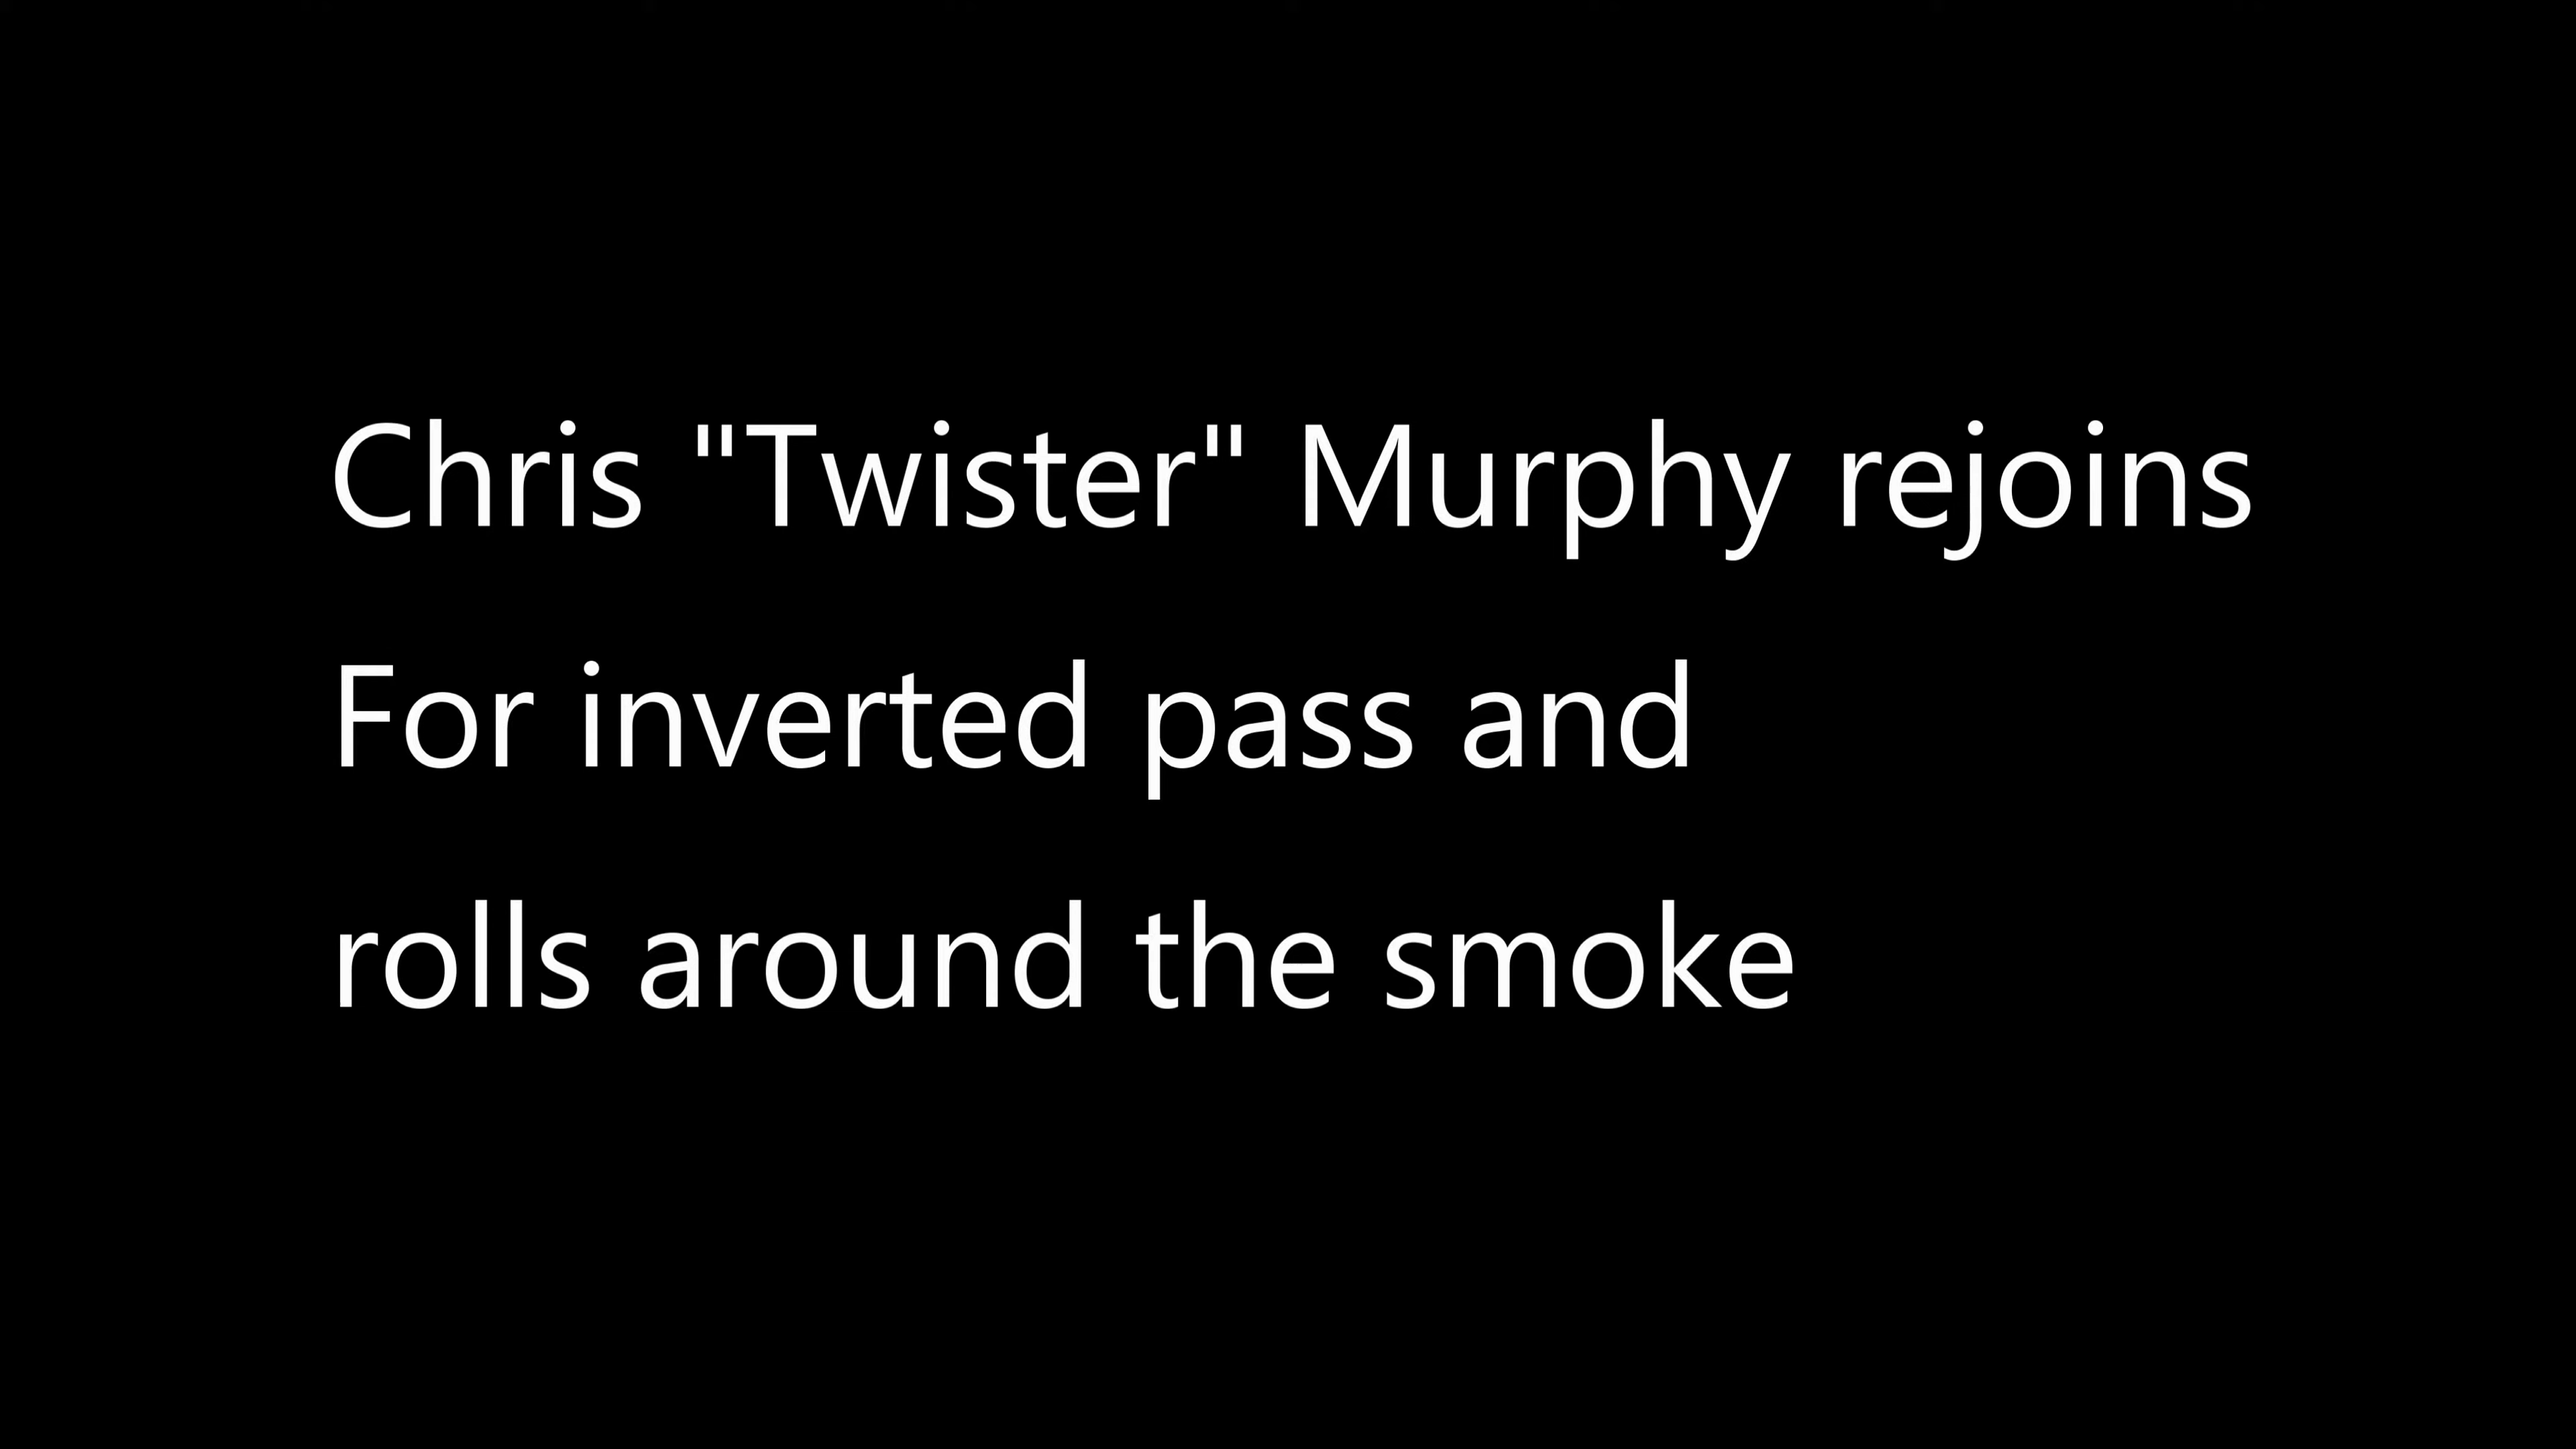 Chris "Twister" Murphy rejoins
For inverted pass and
rolls around the smoke